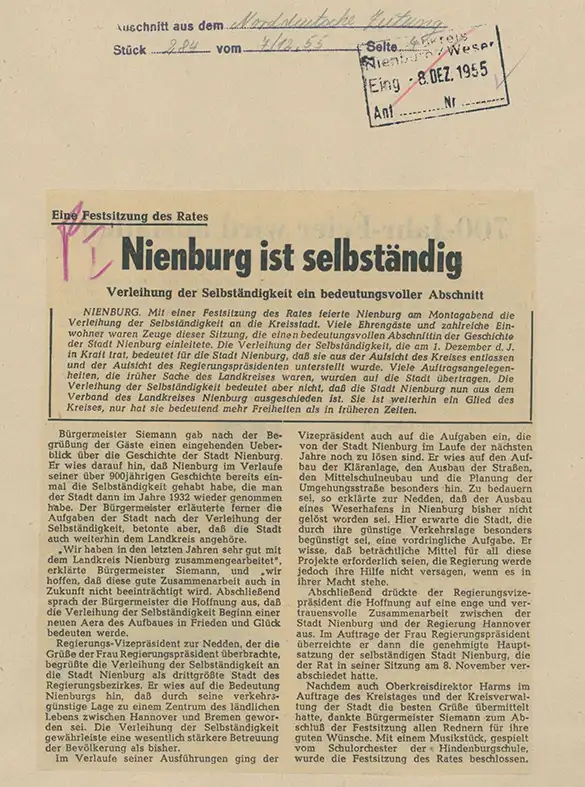 Ausschnitt aus dem Norddeutsche Zeitung
Stück 284 vom 7/12.55 Seite
Kreis
Nienburg/Weser
Eing. -8. DEZ. 1955
Amt ........ Nr. ........
Eine Festsitzung des Rates
Nienburg ist selbständig
Verleihung der Selbständigkeit ein bedeutungsvoller Abschnitt
NIENBURG. Mit einer Festsitzung des Rates feierte Nienburg am Montagabend die
Verleihung der Selbständigkeit an die Kreisstadt. Viele Ehrengäste und zahlreiche Ein-
wohner waren Zeuge dieser Sitzung, die einen bedeutungsvollen Abschnitt in der Geschichte
der Stadt Nienburg einleitete. Die Verleihung der Selbständigkeit, die am 1. Dezember d. J.
in Kraft trat, bedeutet für die Stadt Nienburg, daß sie aus der Aufsicht des Kreises entlassen
und der Aufsicht des Regierungspräsidenten unterstellt wurde. Viele Auftragsangelegen-
heiten, die früher Sache des Landkreises waren, wurden auf die Stadt übertragen. Die
Verleihung der Selbständigkeit bedeutet aber nicht, daß die Stadt Nienburg nun aus dem
Verband des Landkreises Nienburg ausgeschieden ist. Sie ist weiterhin ein Glied des
Kreises, nur hat sie bedeutend mehr Freiheiten als in früheren Zeiten.
Bürgermeister Siemann gab nach der Be-
grüßung der Gäste einen eingehenden Ueber-
blick über die Geschichte der Stadt Nienburg.
Er wies darauf hin, daß Nienburg im Verlaufe
seiner über 900jährigen Geschichte bereits ein-
mal die Selbständigkeit gehabt habe, die man
der Stadt dann im Jahre 1932 wieder genommen
habe. Der Bürgermeister erläuterte ferner die
Aufgaben der Stadt nach der Verleihung der
Selbständigkeit, betonte aber, daß die Stadt
auch weiterhin dem Landkreis angehöre.
„Wir haben in den letzten Jahren sehr gut mit
dem Landkreis Nienburg zusammengearbeitet",
erklärte Bürgermeister Siemann, und „wir
hoffen, daß diese gute Zusammenarbeit auch in
Zukunft nicht beeinträchtigt wird. Abschließend
sprach der Bürgermeister die Hoffnung aus, daß
die Verleihung der Selbständigkeit Beginn einer
neuen Aera des Aufbaues in Frieden und Glück
bedeuten werde.
Regierungs-Vizepräsident zur Nedden, der die
Grüße der Frau Regierungspräsident überbrachte,
begrüßte die Verleihung der Selbständigkeit an
die Stadt Nienburg als drittgrößte Stadt des
Regierungsbezirkes. Er wies auf die Bedeutung
Nienburgs hin, das durch seine verkehrs-
günstige Lage zu einem Zentrum des ländlichen
Lebens zwischen Hannover und Bremen gewor-
den sei. Die Verleihung der Selbständigkeit
gewährleiste eine wesentlich stärkere Betreuung
der Bevölkerung als bisher.
Im Verlaufe seiner Ausführungen ging der
Vizepräsident auch auf die Aufgaben ein, die
von der Stadt Nienburg im Laufe der nächsten
Jahre noch zu lösen sind. Er wies auf den Auf-
bau der Kläranlage, den Ausbau der Straßen,
den Mittelschulneubau und die Planung der
Umgehungsstraße besonders hin. Zu bedauern
sei, so erklärte zur Nedden, daß der Ausbau
eines Weserhafens in Nienburg bisher nicht
gelöst worden sei. Hier erwarte die Stadt, die
durch ihre günstige Verkehrslage besonders
begünstigt sei, eine vordringliche Aufgabe. Er
wisse, daß beträchtliche Mittel für all diese
Projekte erforderlich seien, die Regierung werde
jedoch ihre Hilfe nicht versagen, wenn es in
ihrer Macht stehe.
Abschließend drückte der Regierungsvize-
präsident die Hoffnung auf eine enge und ver-
trauensvolle Zusammenarbeit zwischen der
Stadt Nienburg und der Regierung Hannover
aus. Im Auftrage der Frau Regierungspräsident
überreichte er dann die genehmigte Haupt-
satzung der selbständigen Stadt Nienburg, die
der Rat in seiner Sitzung am 8. November ver-
abschiedet hatte.
Nachdem auch Oberkreisdirektor Harms im
Auftrage des Kreistages und der Kreisverwal-
tung der Stadt die besten Grüße übermittelt
hatte, dankte Bürgermeister Siemann zum Ab-
schluß der Festsitzung allen Rednern für ihre
guten Wünsche. Mit einem Musikstück, gespielt
vom Schulorchester der Hindenburgschule,
wurde die Festsitzung des Rates beschlossen.